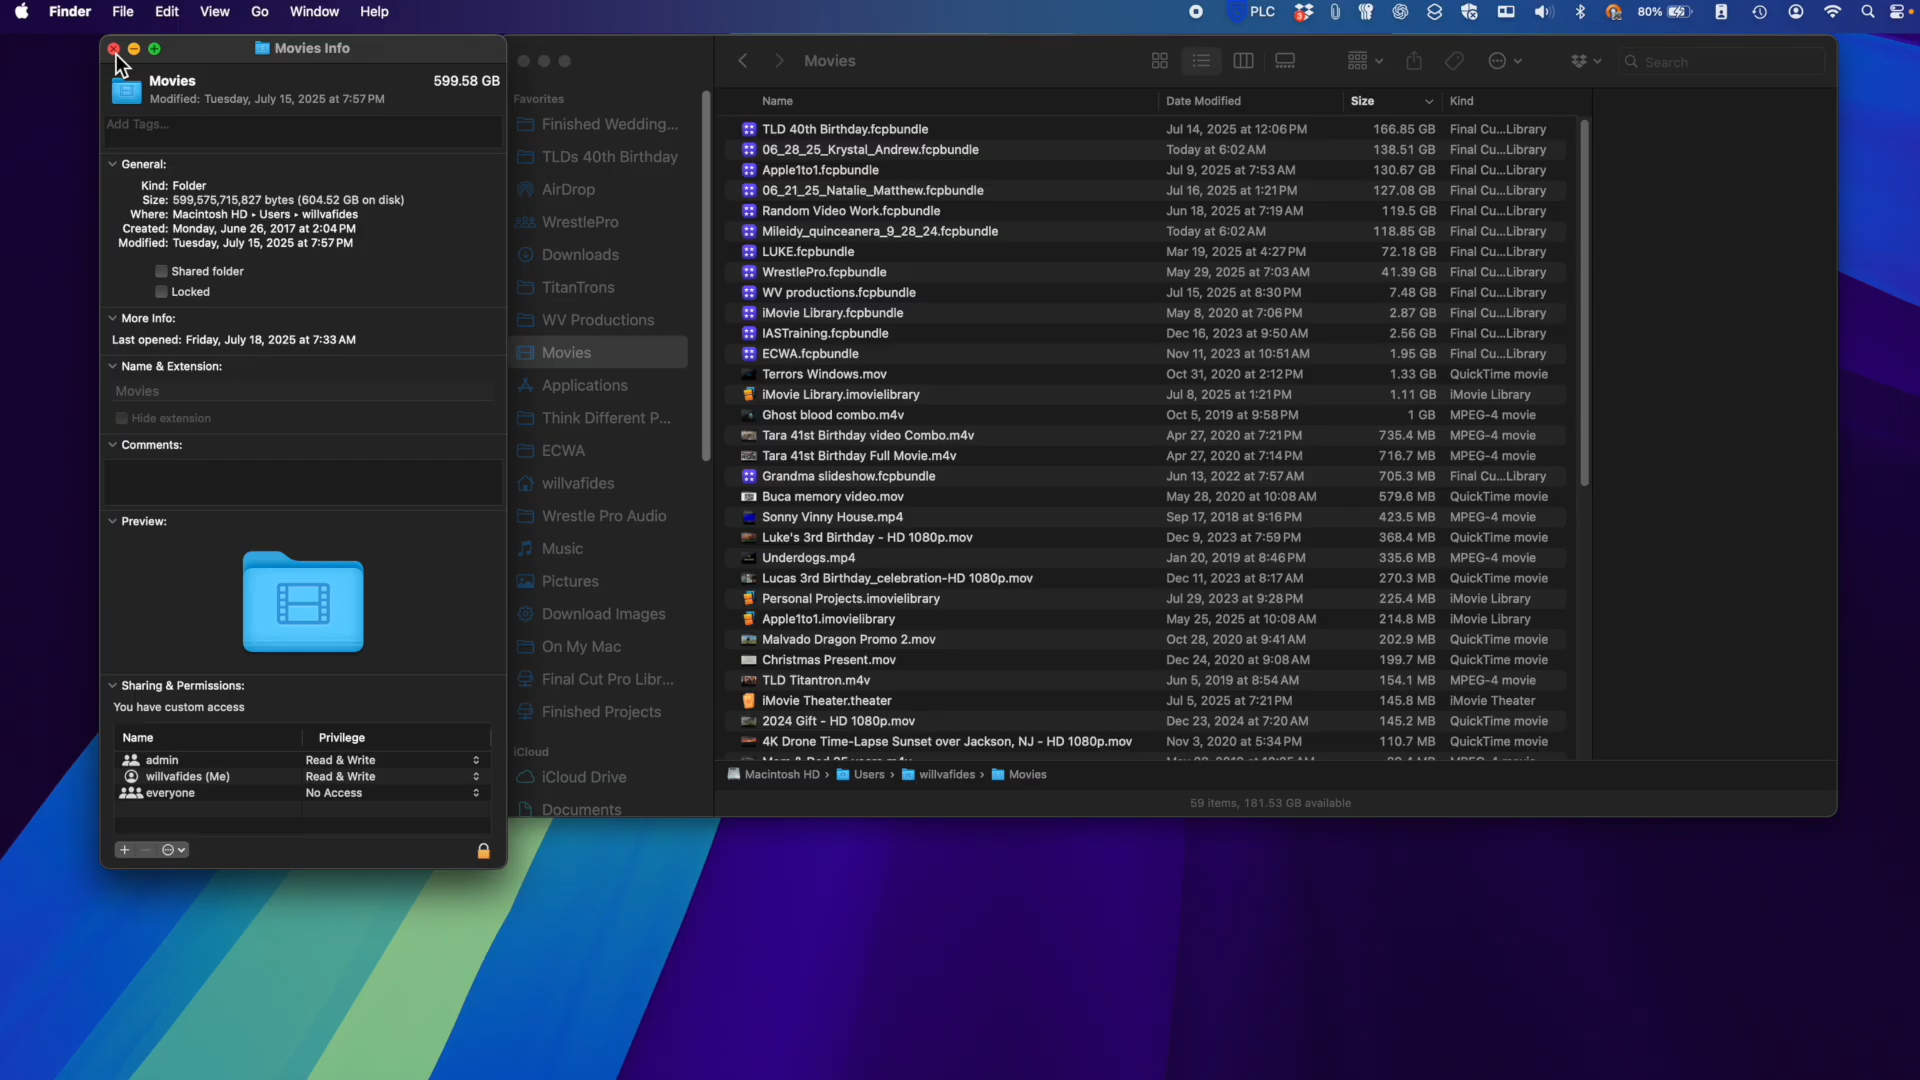 Finder File Edit View Go Window Help PLC 3 80%
Movies Info
Movies 599.58 GB
Modified: Tuesday, July 15, 2025 at 7:57 PM
Add Tags...
General:
Kind: Folder
Size: 599,575,715,827 bytes (604.52 GB on disk)
Where: Macintosh HD ▸ Users ▸ willvafides
Created: Monday, June 26, 2017 at 2:04 PM
Modified: Tuesday, July 15, 2025 at 7:57 PM
Shared folder
Locked
More Info:
Last opened: Friday, July 18, 2025 at 7:33 AM
Name & Extension:
Movies
Hide extension
Comments:
Preview:
Sharing & Permissions:
You have custom access
Name Privilege
admin Read & Write
willvafides (Me) Read & Write
everyone No Access
Favorites
Finished Wedding...
TLDs 40th Birthday
AirDrop
WrestlePro
Downloads
TitanTrons
WV Productions
Movies
Applications
Think Different P...
ECWA
willvafides
Wrestle Pro Audio
Music
Pictures
Download Images
On My Mac
Final Cut Pro Libr...
Finished Projects
iCloud
iCloud Drive
Documents
Movies Search
Name Date Modified Size Kind
TLD 40th Birthday.fcpbundle Jul 14, 2025 at 12:06 PM 166.85 GB Final Cu...Library
06_28_25_Krystal_Andrew.fcpbundle Today at 6:02 AM 138.51 GB Final Cu...Library
Apple1to1.fcpbundle Jul 9, 2025 at 7:53 AM 130.67 GB Final Cu...Library
06_21_25_Natalie_Matthew.fcpbundle Jul 16, 2025 at 1:21 PM 127.08 GB Final Cu...Library
Random Video Work.fcpbundle Jun 18, 2025 at 7:19 AM 119.5 GB Final Cu...Library
Mileidy_quinceanera_9_28_24.fcpbundle Today at 6:02 AM 118.85 GB Final Cu...Library
LUKE.fcpbundle Mar 19, 2025 at 4:27 PM 72.18 GB Final Cu...Library
WrestlePro.fcpbundle May 29, 2025 at 7:03 AM 41.39 GB Final Cu...Library
WV productions.fcpbundle Jul 15, 2025 at 8:30 PM 7.48 GB Final Cu...Library
iMovie Library.fcpbundle May 8, 2020 at 7:06 PM 2.87 GB Final Cu...Library
IASTraining.fcpbundle Dec 16, 2023 at 9:50 AM 2.56 GB Final Cu...Library
ECWA.fcpbundle Nov 11, 2023 at 10:51 AM 1.95 GB Final Cu...Library
Terrors Windows.mov Oct 31, 2020 at 2:12 PM 1.33 GB QuickTime movie
iMovie Library.imovielibrary Jul 8, 2025 at 1:21 PM 1.11 GB iMovie Library
Ghost blood combo.m4v Oct 5, 2019 at 9:58 PM 1 GB MPEG-4 movie
Tara 41st Birthday video Combo.m4v Apr 27, 2020 at 7:21 PM 735.4 MB MPEG-4 movie
Tara 41st Birthday Full Movie.m4v Apr 27, 2020 at 7:14 PM 716.7 MB MPEG-4 movie
Grandma slideshow.fcpbundle Jun 13, 2022 at 7:57 AM 705.3 MB Final Cu...Library
Buca memory video.mov May 28, 2020 at 10:08 AM 579.6 MB QuickTime movie
Sonny Vinny House.mp4 Sep 17, 2018 at 9:16 PM 423.5 MB MPEG-4 movie
Luke's 3rd Birthday - HD 1080p.mov Dec 9, 2023 at 7:59 PM 368.4 MB QuickTime movie
Underdogs.mp4 Jan 20, 2019 at 8:46 PM 335.6 MB MPEG-4 movie
Lucas 3rd Birthday_celebration-HD 1080p.mov Dec 11, 2023 at 8:17 AM 270.3 MB QuickTime movie
Personal Projects.imovielibrary Jul 29, 2023 at 9:28 PM 225.4 MB iMovie Library
Apple1to1.imovielibrary May 25, 2025 at 10:08 AM 214.8 MB iMovie Library
Malvado Dragon Promo 2.mov Oct 28, 2020 at 9:41 AM 202.9 MB QuickTime movie
Christmas Present.mov Dec 24, 2020 at 9:08 AM 199.7 MB QuickTime movie
TLD Titantron.m4v Jun 5, 2019 at 8:54 AM 154.1 MB MPEG-4 movie
iMovie Theater.theater Jul 5, 2025 at 7:21 PM 145.8 MB iMovie Theater
2024 Gift - HD 1080p.mov Dec 23, 2024 at 7:20 AM 145.2 MB QuickTime movie
4K Drone Time-Lapse Sunset over Jackson, NJ - HD 1080p.mov Nov 3, 2020 at 5:34 PM 110.7 MB QuickTime movie
Macintosh HD › Users › willvafides › Movies
59 items, 181.53 GB available